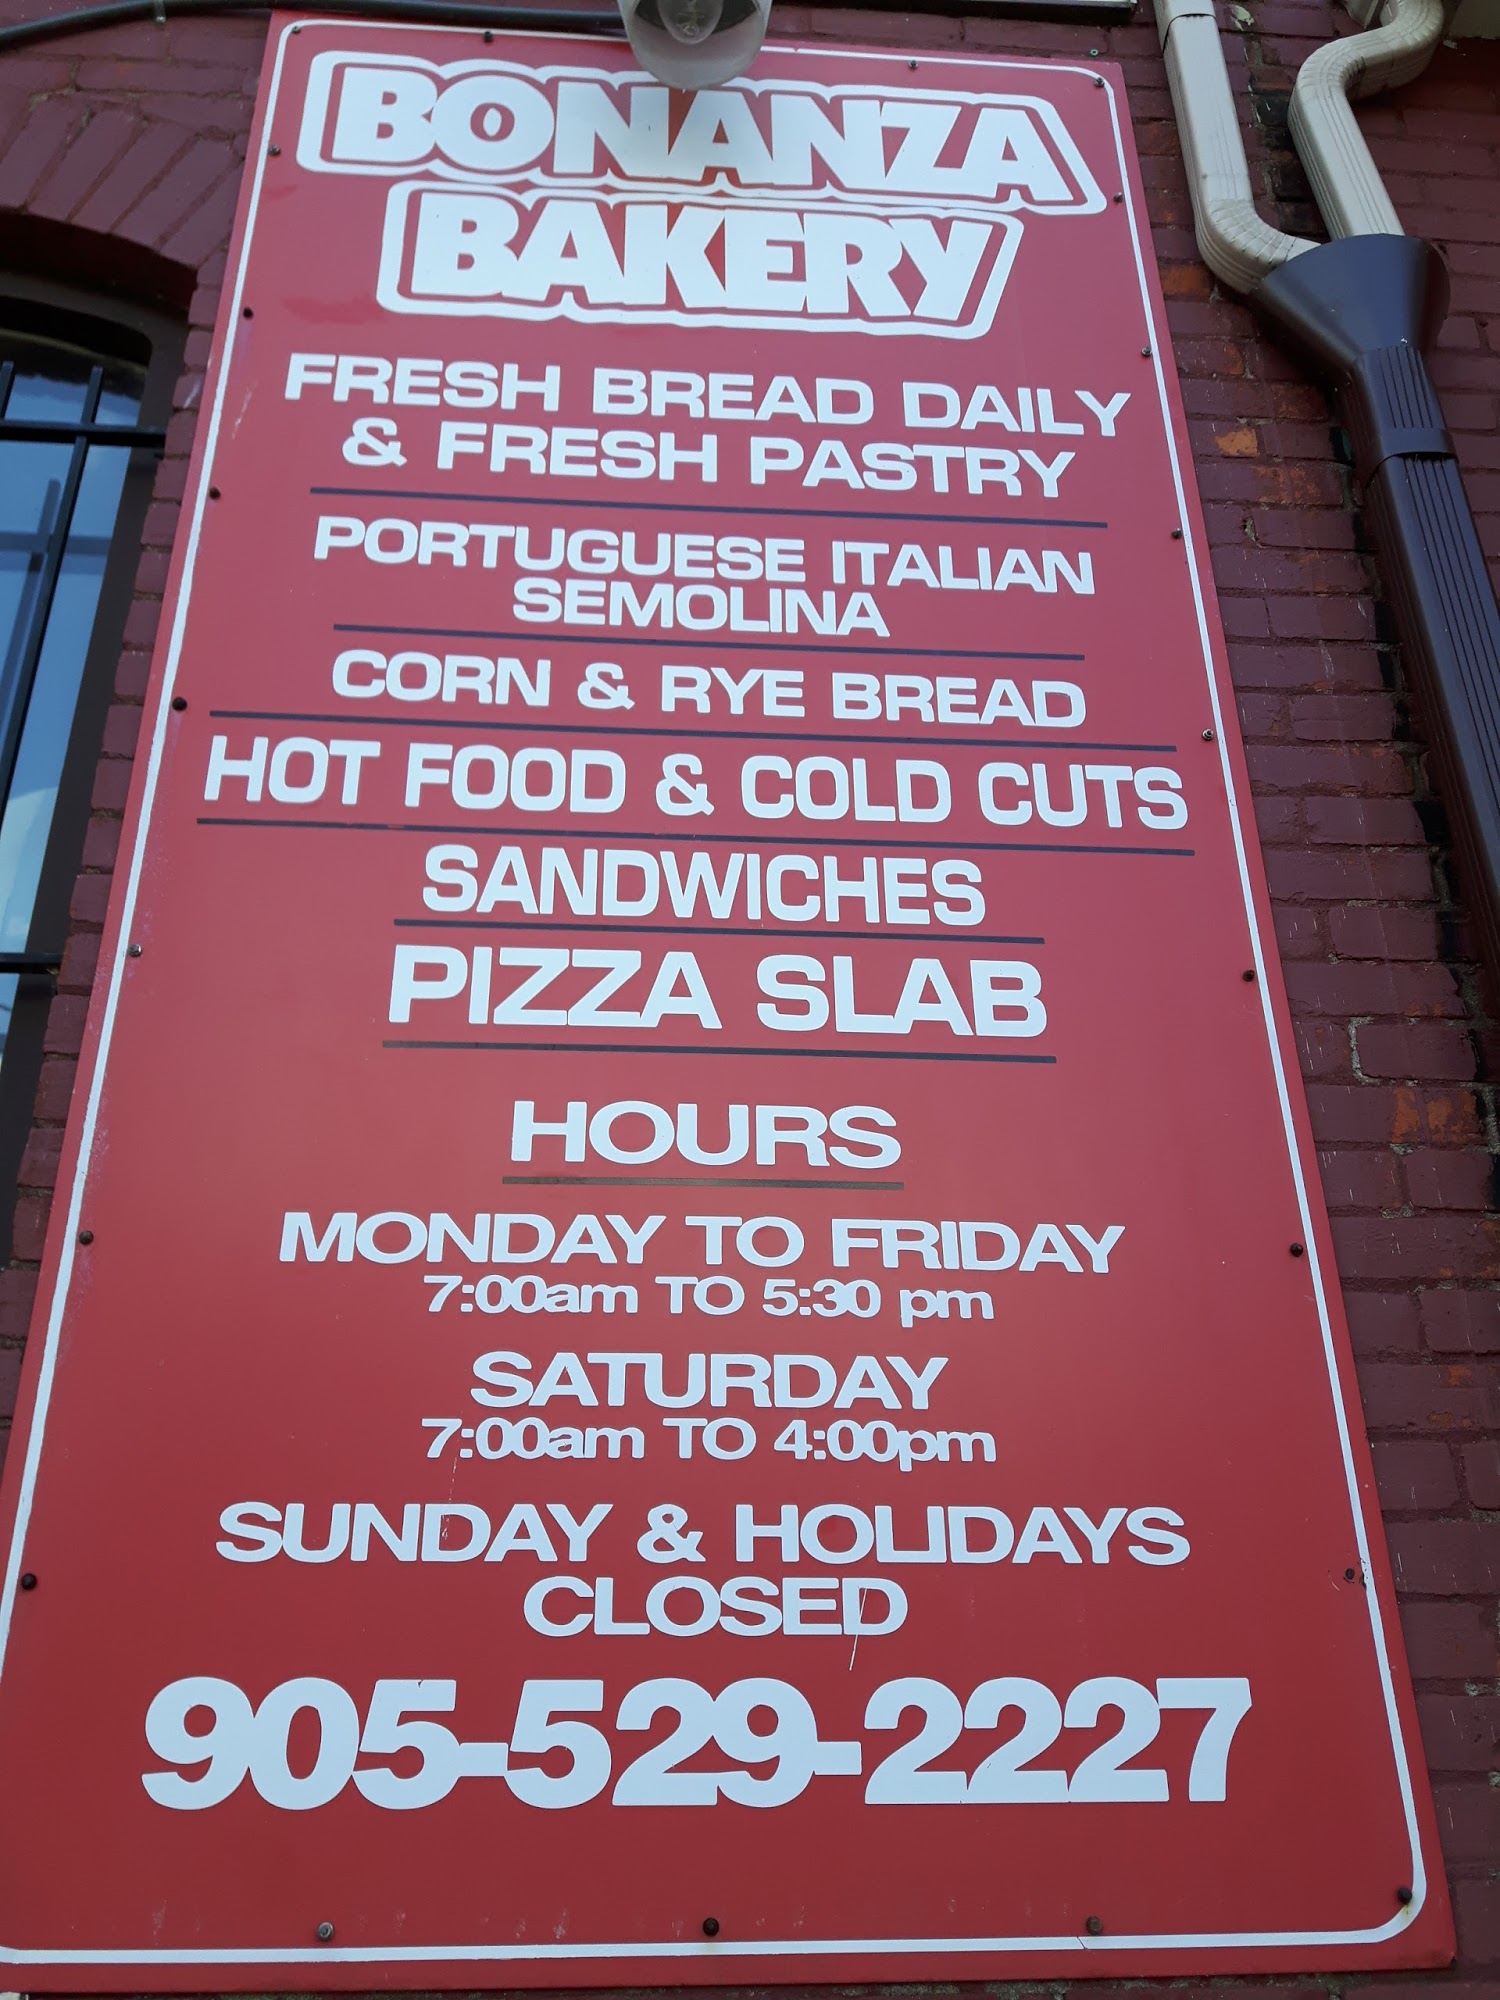 BONANZA
BAKERY
FRESH BREAD DAILY
& FRESH PASTRY
PORTUGUESE ITALIAN
SEMOLINA
CORN & RYE BREAD
HOT FOOD & COLD CUTS
SANDWICHES
PIZZA SLAB
HOURS
MONDAY TO FRIDAY
7:00am TO 5:30 pm
SATURDAY
7:00am TO 4:00pm
SUNDAY & HOLIDAYS
CLOSED
905-529-2227